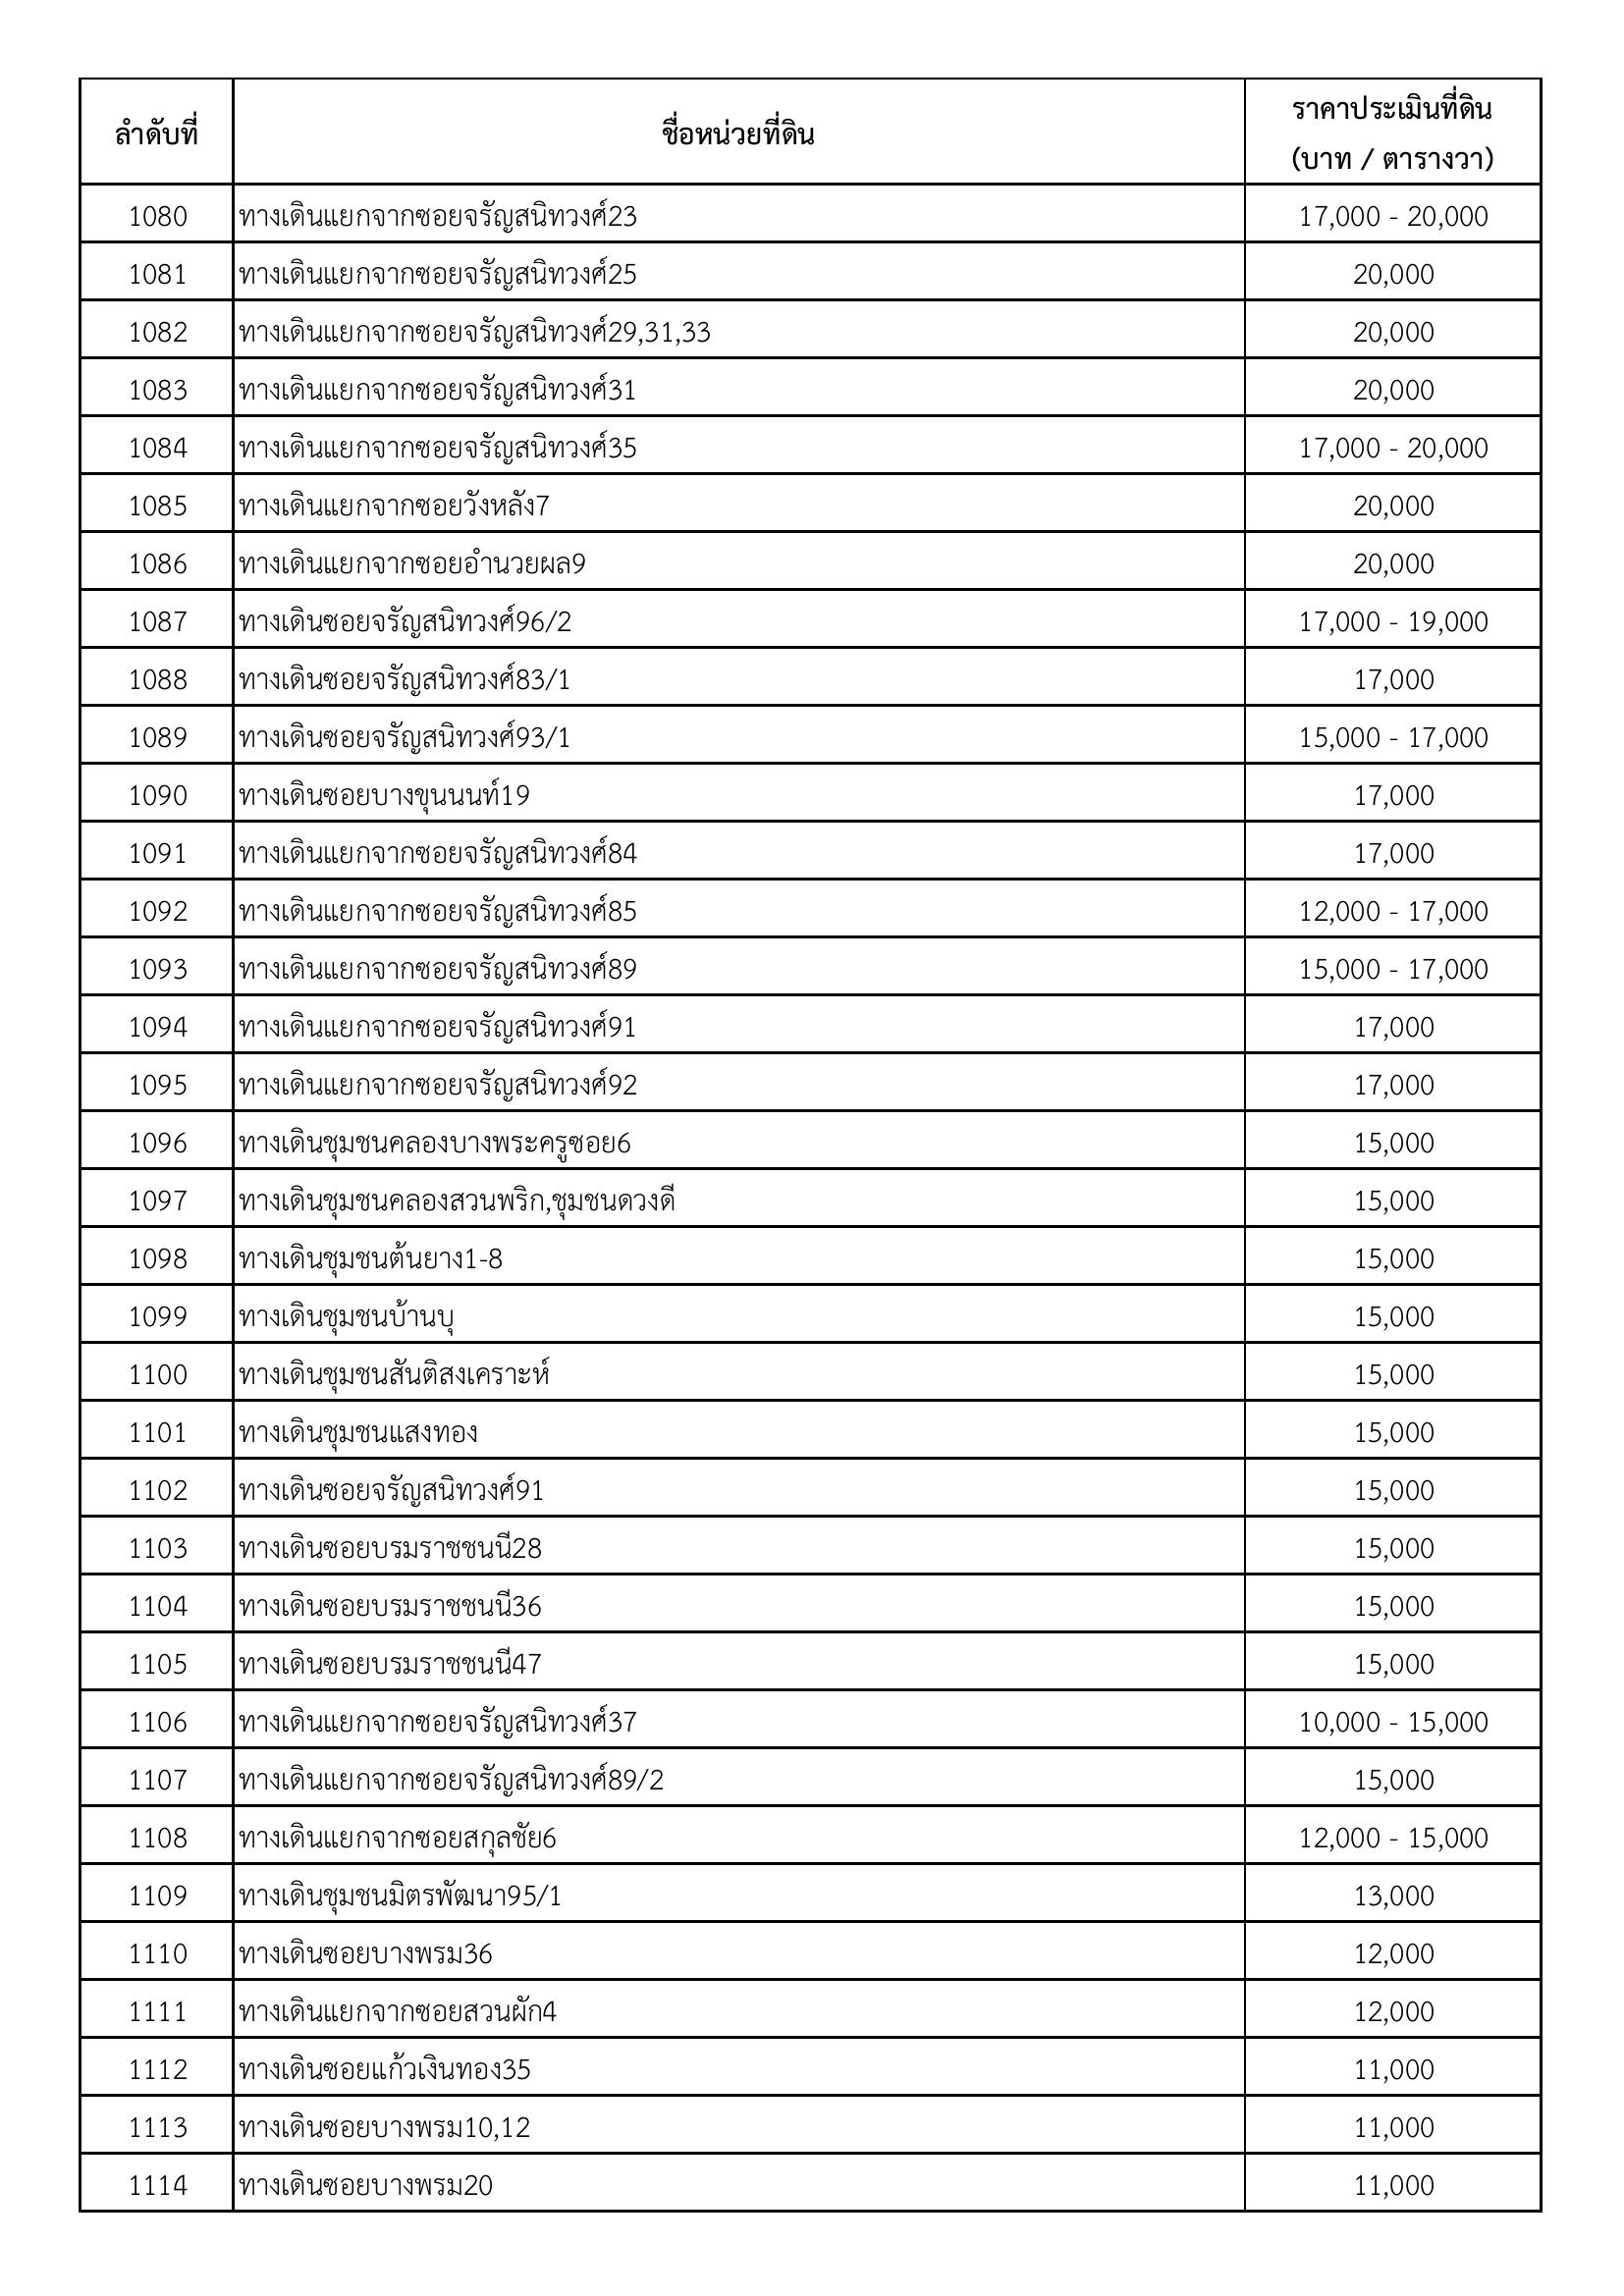 ลำดับที่ ชื่อหน่วยที่ดิน ราคาประเมินที่ดิน
(บาท / ตารางวา)
1080 ทางเดินแยกจากซอยจรัญสนิทวงศ์23 17,000 - 20,000
1081 ทางเดินแยกจากซอยจรัญสนิทวงศ์25 20,000
1082 ทางเดินแยกจากซอยจรัญสนิทวงศ์29,31,33 20,000
1083 ทางเดินแยกจากซอยจรัญสนิทวงศ์31 20,000
1084 ทางเดินแยกจากซอยจรัญสนิทวงศ์35 17,000 - 20,000
1085 ทางเดินแยกจากซอยวังหลัง7 20,000
1086 ทางเดินแยกจากซอยอำนวยผล9 20,000
1087 ทางเดินซอยจรัญสนิทวงศ์96/2 17,000 - 19,000
1088 ทางเดินซอยจรัญสนิทวงศ์83/1 17,000
1089 ทางเดินซอยจรัญสนิทวงศ์93/1 15,000 - 17,000
1090 ทางเดินซอยบางขุนนนท์19 17,000
1091 ทางเดินแยกจากซอยจรัญสนิทวงศ์84 17,000
1092 ทางเดินแยกจากซอยจรัญสนิทวงศ์85 12,000 - 17,000
1093 ทางเดินแยกจากซอยจรัญสนิทวงศ์89 15,000 - 17,000
1094 ทางเดินแยกจากซอยจรัญสนิทวงศ์91 17,000
1095 ทางเดินแยกจากซอยจรัญสนิทวงศ์92 17,000
1096 ทางเดินชุมชนคลองบางพระครูซอย6 15,000
1097 ทางเดินชุมชนคลองสวนพริก,ชุมชนดวงดี 15,000
1098 ทางเดินชุมชนต้นยาง1-8 15,000
1099 ทางเดินชุมชนบ้านบุ 15,000
1100 ทางเดินชุมชนสันติสงเคราะห์ 15,000
1101 ทางเดินชุมชนแสงทอง 15,000
1102 ทางเดินซอยจรัญสนิทวงศ์91 15,000
1103 ทางเดินซอยบรมราชชนนี28 15,000
1104 ทางเดินซอยบรมราชชนนี36 15,000
1105 ทางเดินซอยบรมราชชนนี47 15,000
1106 ทางเดินแยกจากซอยจรัญสนิทวงศ์37 10,000 - 15,000
1107 ทางเดินแยกจากซอยจรัญสนิทวงศ์89/2 15,000
1108 ทางเดินแยกจากซอยสกุลชัย6 12,000 - 15,000
1109 ทางเดินชุมชนมิตรพัฒนา95/1 13,000
1110 ทางเดินซอยบางพรม36 12,000
1111 ทางเดินแยกจากซอยสวนผัก4 12,000
1112 ทางเดินซอยแก้วเงินทอง35 11,000
1113 ทางเดินซอยบางพรม10,12 11,000
1114 ทางเดินซอยบางพรม20 11,000